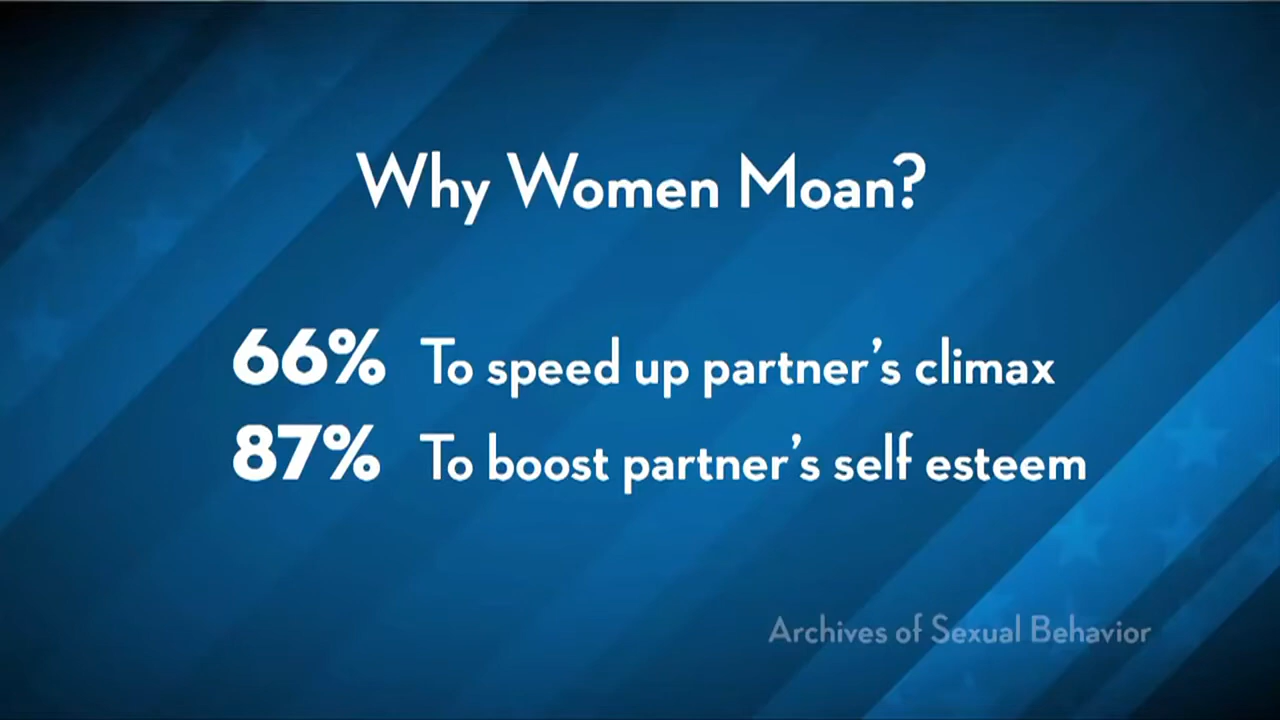 Why Women Moan?
66% To speed up partner's climax
87% To boost partner's self esteem
Archives of Sexual Behavior